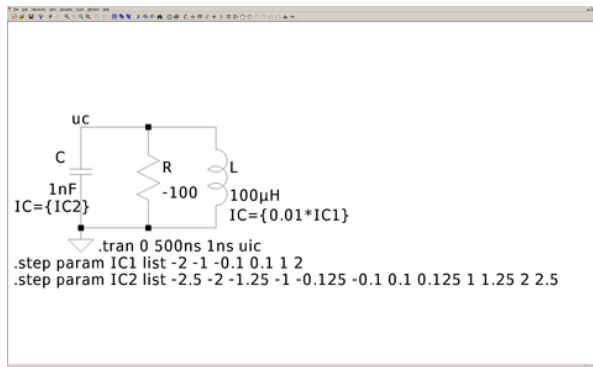 uc
C
1nF
IC={IC2}
R
-100
L
100µH
IC={0.01*IC1}
.tran 0 500ns 1ns uic
.step param IC1 list -2 -1 -0.1 0.1 1 2
.step param IC2 list -2.5 -2 -1.25 -1 -0.125 -0.1 0.1 0.125 1 1.25 2 2.5